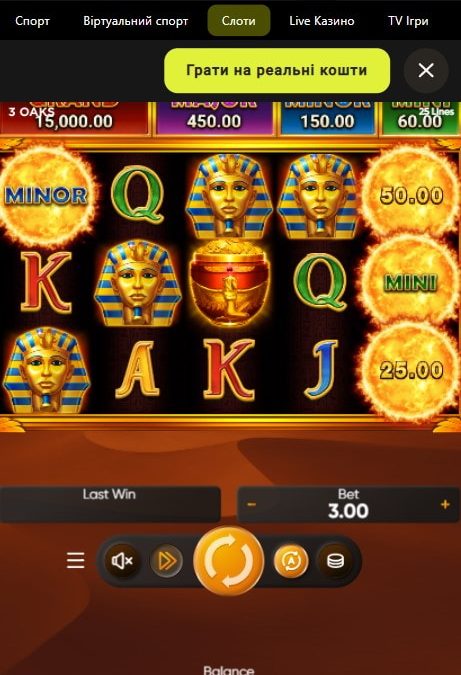 Спорт Віртуальний спорт Слоти Live Казино TV Ігри
Грати на реальні кошти
GRAND MAJOR MINOR MINI
3 OAKS 25 Lines
15,000.00 450.00 150.00 60.00
MINOR Q 50.00
K Q MINI
A K J 25.00
Last Win Bet
3.00
A
Balance